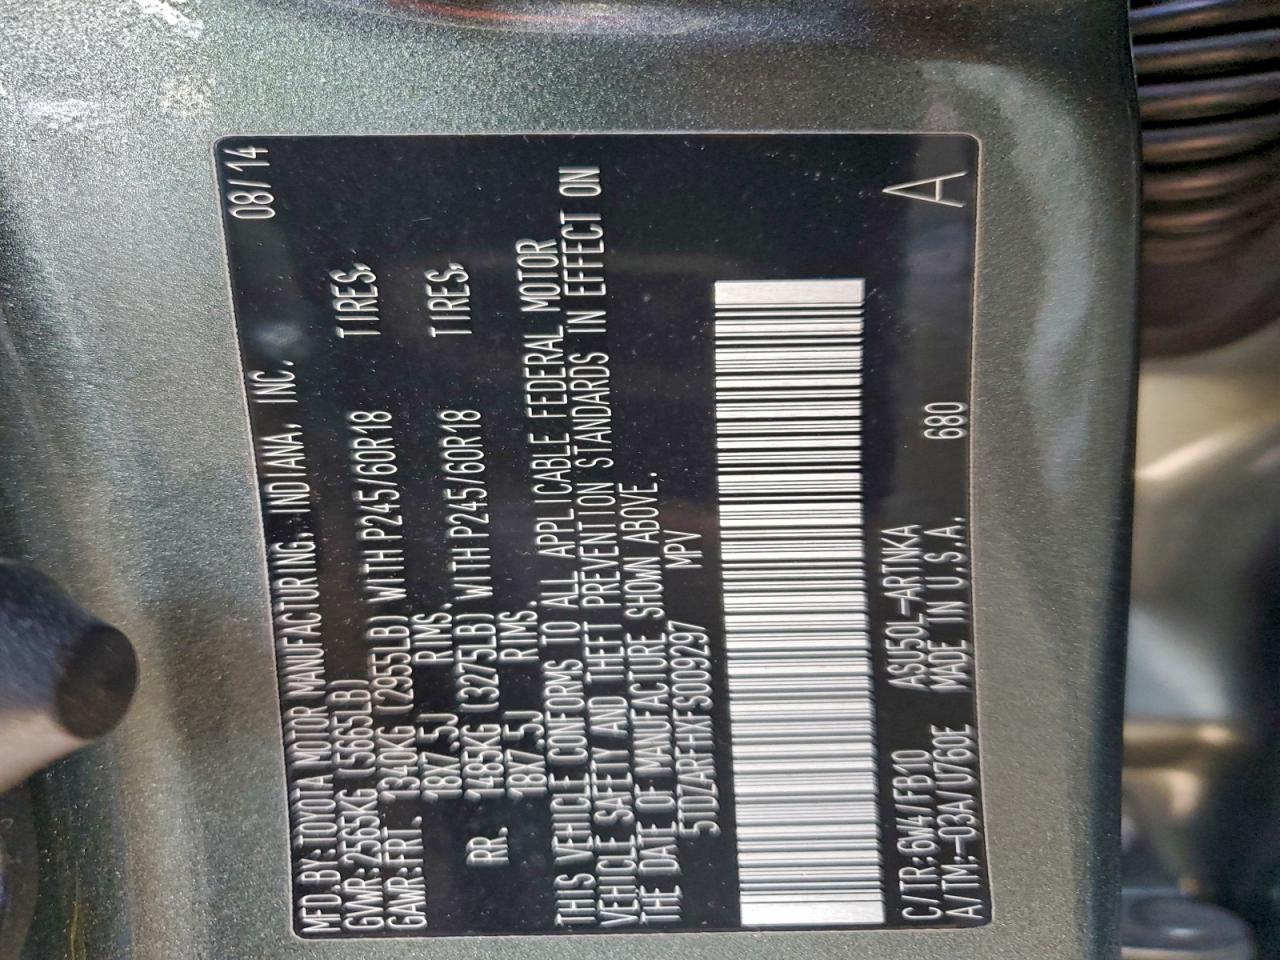 MFD.BY:TOYOTA MOTOR MANUFACTURING, INDIANA, INC. 08/14
GVWR:2565KG (5665LB)
GAWR:FRT. 1340KG (2955LB) WITH P245/60R18 TIRES,
18X7.5J RIMS.
RR. 1485KG (3275LB) WITH P245/60R18 TIRES,
18X7.5J RIMS.
THIS VEHICLE CONFORMS TO ALL APPLICABLE FEDERAL MOTOR
VEHICLE SAFETY AND THEFT PREVENTION STANDARDS IN EFFECT ON
THE DATE OF MANUFACTURE SHOWN ABOVE.
5TDZARFHFS009297 MPV
C/TR:6W4/FB10 ASU50L-ARTNKA
A/TM:-03A/U760E MADE IN U.S.A. 680 A